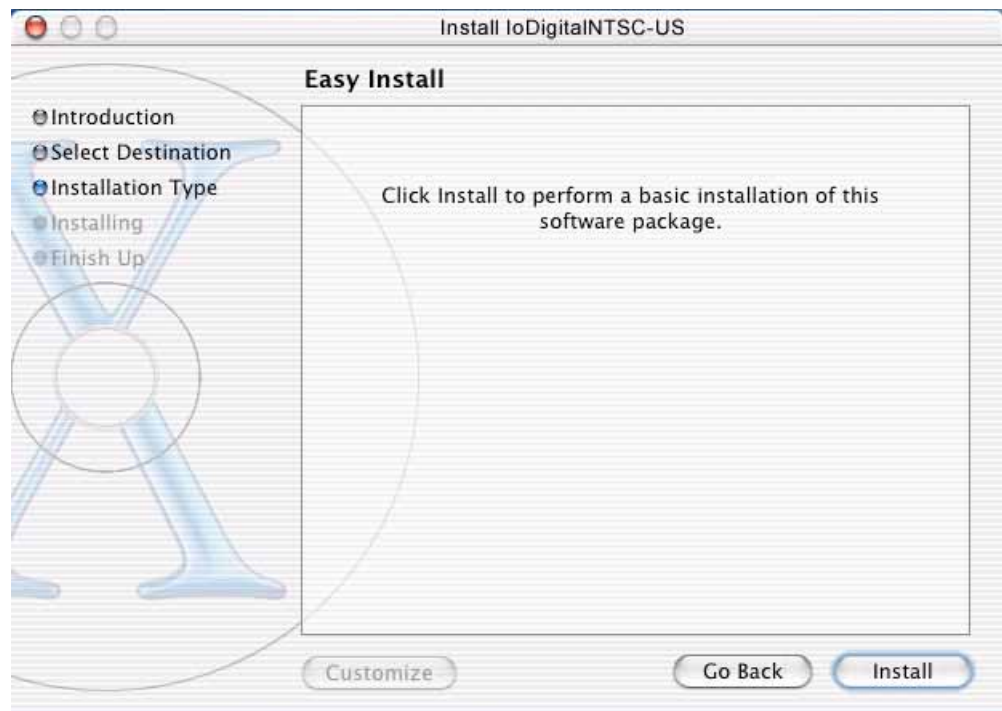 Install IoDigitalNTSC-US
Easy Install
Introduction
Select Destination
Installation Type
Installing
Finish Up
Click Install to perform a basic installation of this
software package.
Customize
Go Back
Install